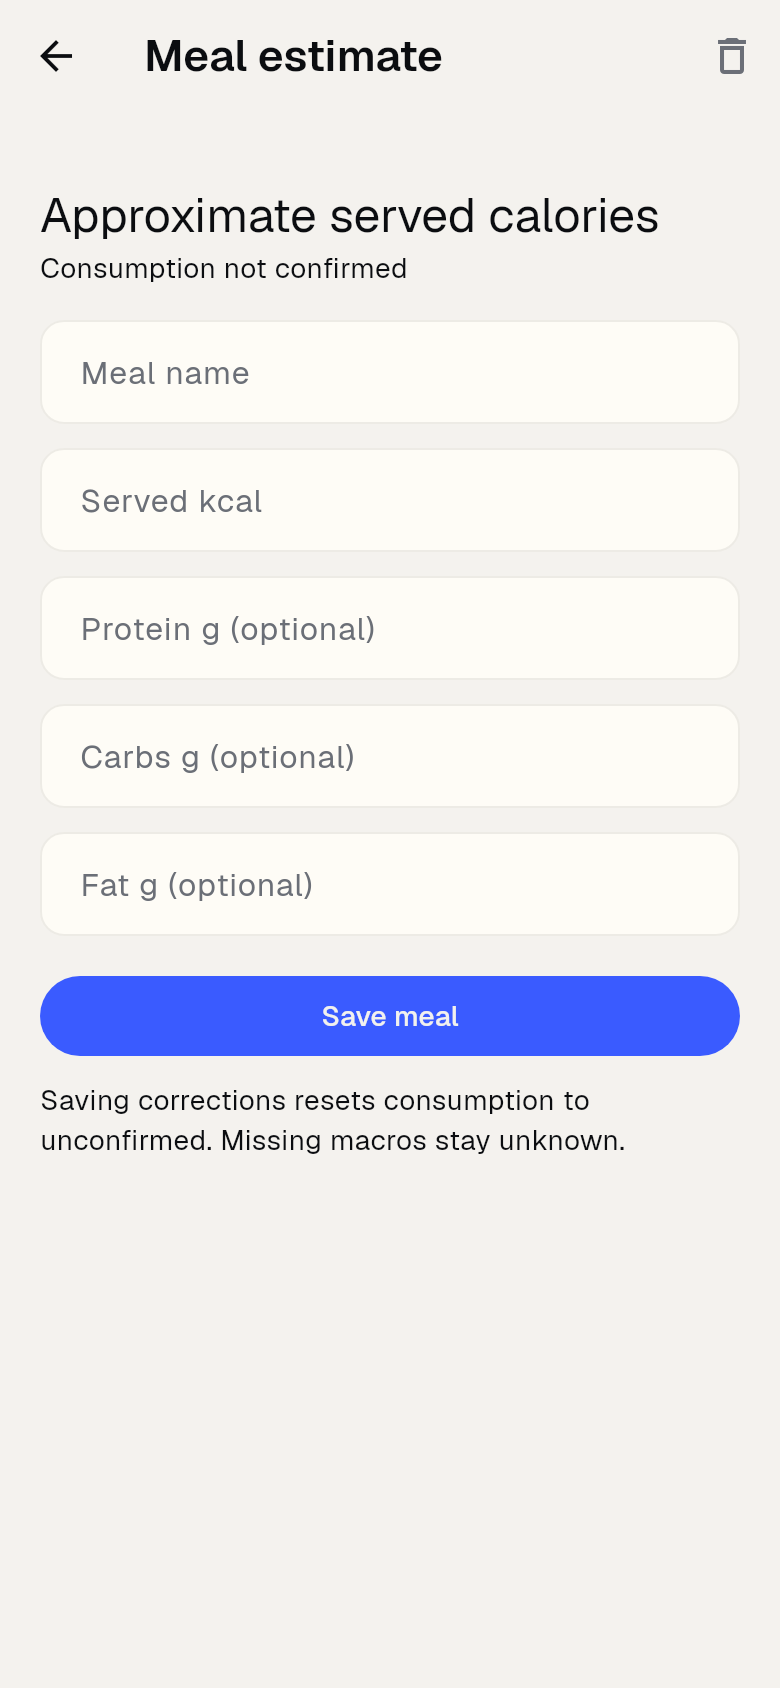 Meal estimate
Approximate served calories
Consumption not confirmed
Meal name
Served kcal
Protein g (optional)
Carbs g (optional)
Fat g (optional)
Save meal
Saving corrections resets consumption to
unconfirmed. Missing macros stay unknown.